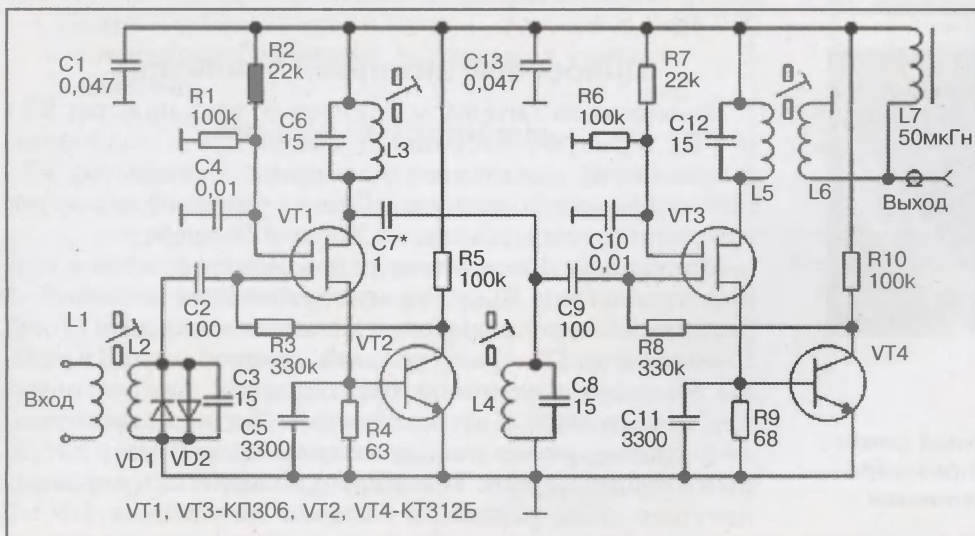 C1
0,047
R1
100k
R2
22k
C4
0,01
C6
15
L3
VT1
C7*
1
C13
0,047
R6
100k
R7
22k
C10
0,01
VT3
C12
15
L5
L6
L7
50мкГн
Выход
R5
100k
R10
100k
C2
100
L1
L2
R3
330k
VT2
C9
100
R8
330k
VT4
Вход
VD1
VD2
C3
15
C5
3300
R4
63
L4
C8
15
C11
3300
R9
68
VT1, VT3-КП306, VT2, VT4-КТ312Б